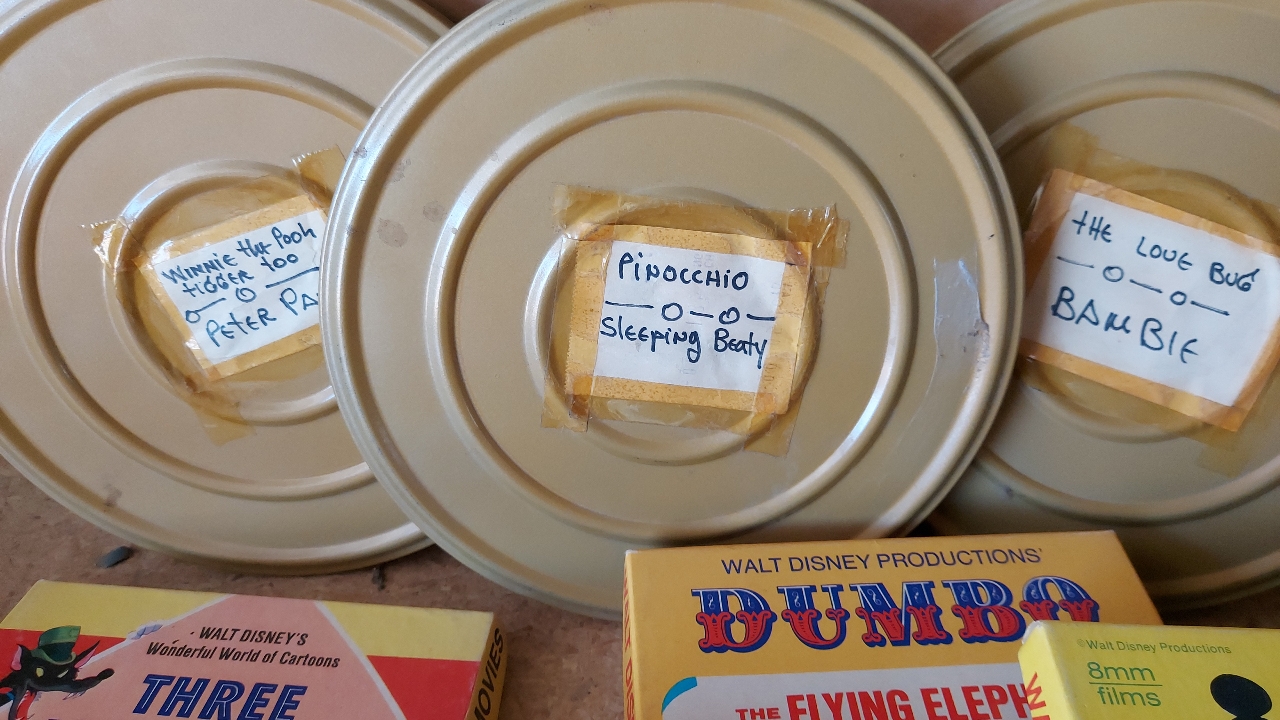 WINNIE the Pooh
tiGGER too
PETER PA
PiNOCCHIO
Sleeping Beaty
tHE LOVE BUG
BAMBIE
WALT DISNEY'S
Wonderful World of Cartoons
THREE
MOVIES
WALT DISNEY PRODUCTIONS'
DUMBO
THE FLYING ELEPH
©Walt Disney Productions
8mm
films